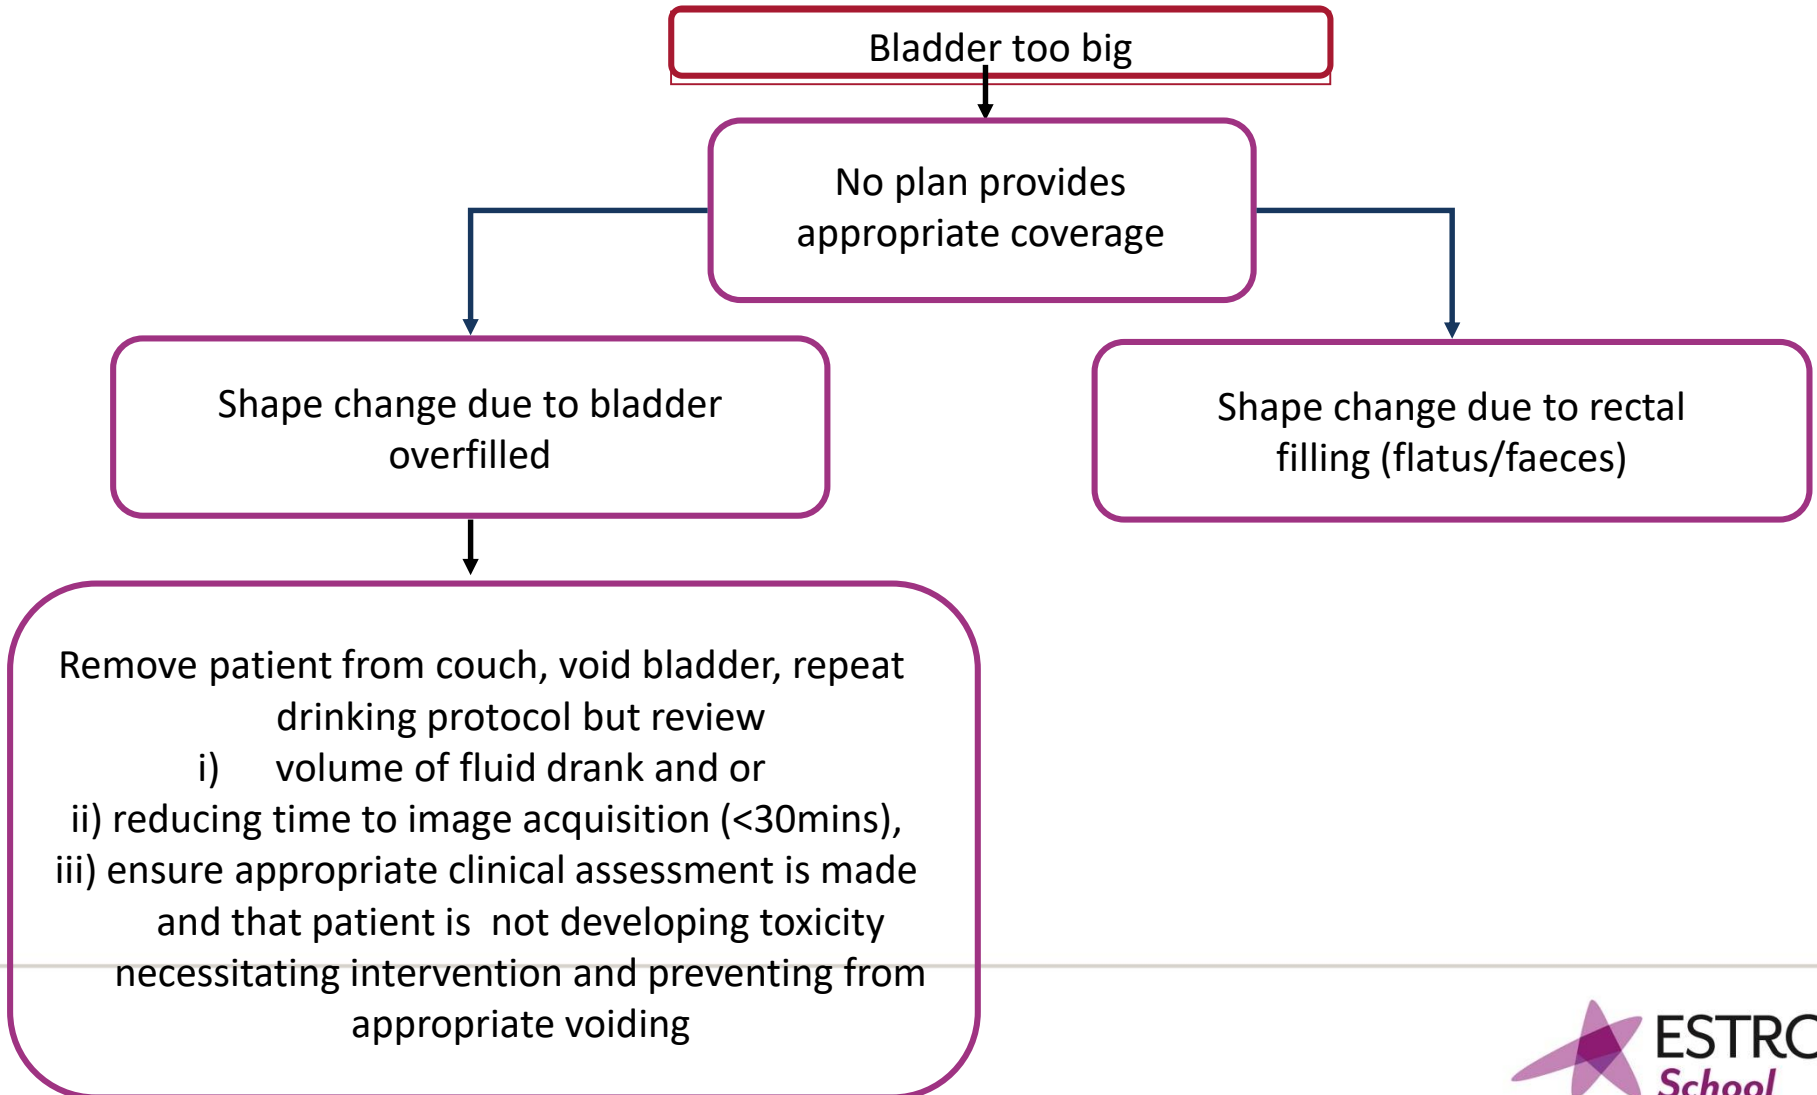 Bladder too big
No plan provides
appropriate coverage
Shape change due to bladder
overfilled
Shape change due to rectal
filling (flatus/faeces)
Remove patient from couch, void bladder, repeat
drinking protocol but review
i) volume of fluid drank and or
ii) reducing time to image acquisition (<30mins),
iii) ensure appropriate clinical assessment is made
and that patient is not developing toxicity
necessitating intervention and preventing from
appropriate voiding
ESTRO
School